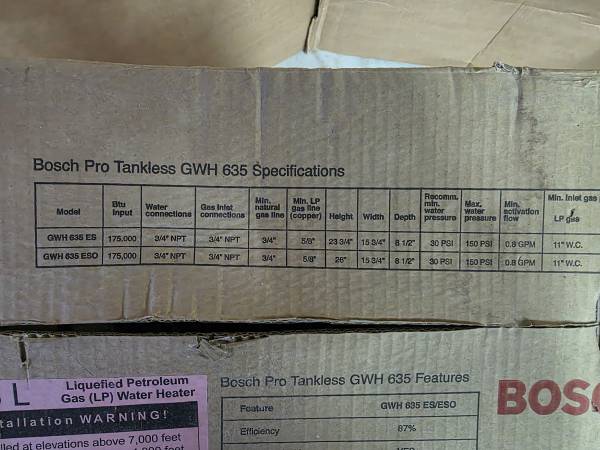 Bosch Pro Tankless GWH 635 Specifications
Model Btu Input Water connections Gas Inlet connections Min. natural gas line Min. LP gas line (copper) Height Width Depth Recomm. min. water pressure Max. water pressure Min. activation flow Min. inlet gas LP gas
GWH 635 ES 175,000 3/4" NPT 3/4" NPT 3/4" 5/8" 23 3/4" 15 3/4" 8 1/2" 30 PSI 150 PSI 0.8 GPM 11" W.C.
GWH 635 ESO 175,000 3/4" NPT 3/4" NPT 3/4" 5/8" 26" 15 3/4" 8 1/2" 30 PSI 150 PSI 0.8 GPM 11" W.C.
L Liquefied Petroleum
Gas (LP) Water Heater
tallation WARNING!
lled at elevations above 7,000 feet
Bosch Pro Tankless GWH 635 Features
Feature GWH 635 ES/ESO
Efficiency 87%
BOSC